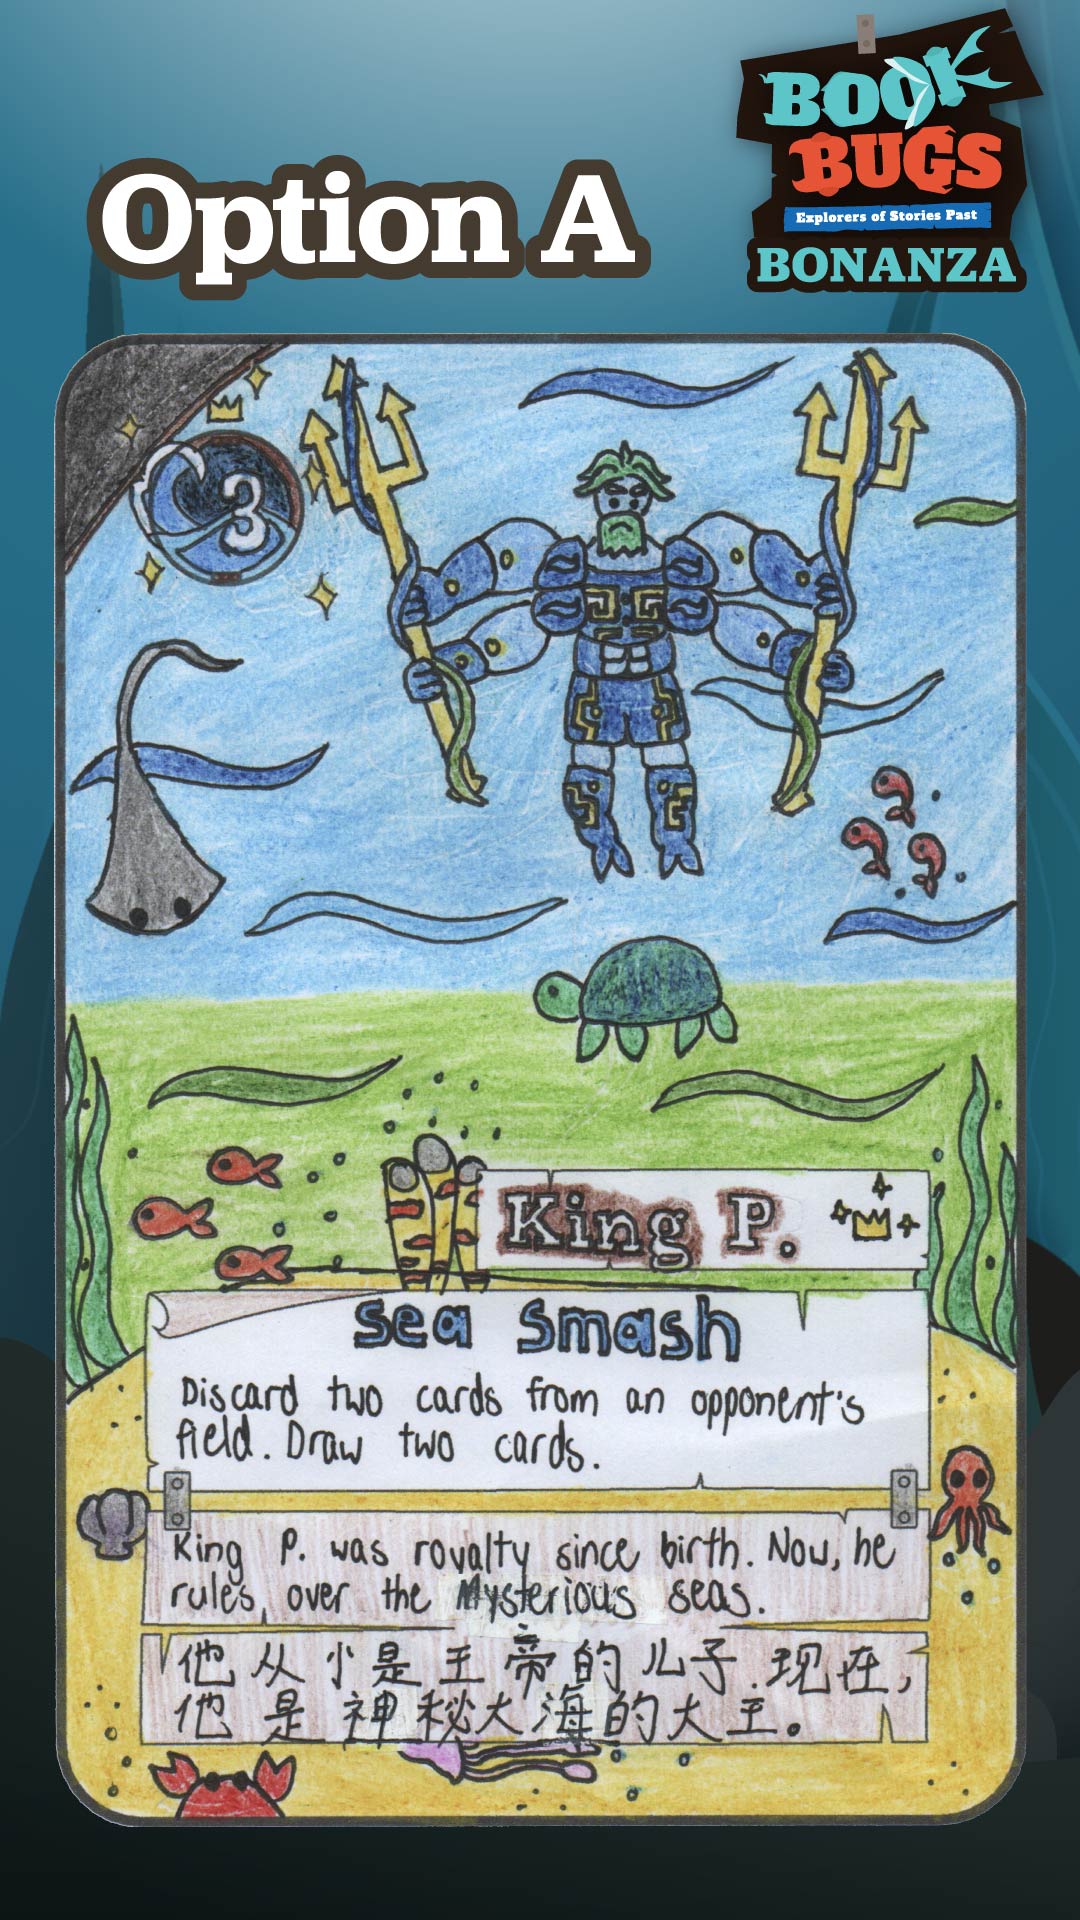 BOOK
BUGS
Explorers of Stories Past
BONANZA
Option A
3
King P.
Sea Smash
Discard two cards from an opponent's
field. Draw two cards.
King P. was royalty since birth. Now, he
rules over the Mysterious seas.
他从小是王帝的儿子.现在,
他是神秘大海的大王。